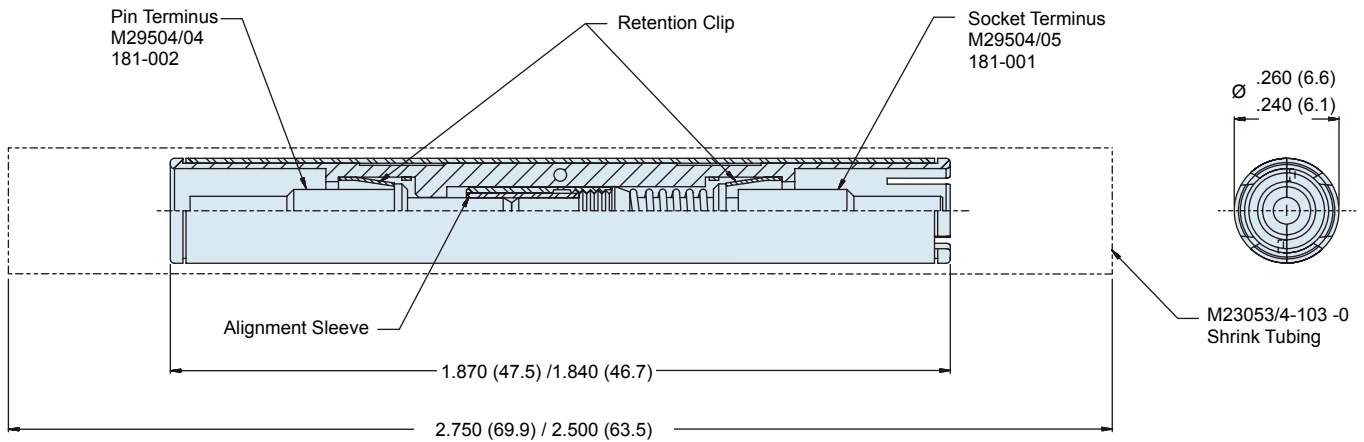 Pin Terminus
M29504/04
181-002
Retention Clip
Socket Terminus
M29504/05
181-001
Ø .260 (6.6)
.240 (6.1)
Alignment Sleeve
M23053/4-103 -0
Shrink Tubing
1.870 (47.5) /1.840 (46.7)
2.750 (69.9) / 2.500 (63.5)